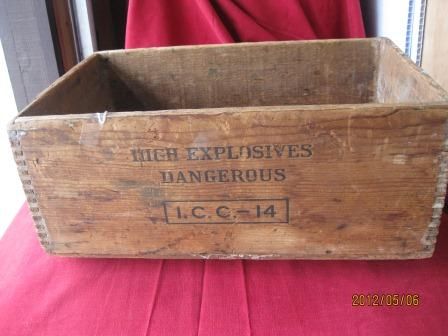 HIGH EXPLOSIVES
DANGEROUS
I.C.C.-14
2012/05/06